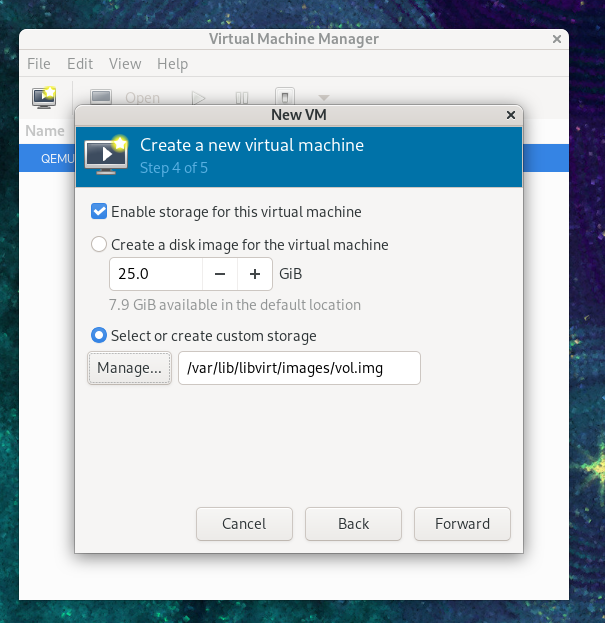 Virtual Machine Manager
File Edit View Help
Open
New VM
Name
Create a new virtual machine
QEMU
Step 4 of 5
Enable storage for this virtual machine
Create a disk image for the virtual machine
25.0 GiB
7.9 GiB available in the default location
Select or create custom storage
Manage... /var/lib/libvirt/images/vol.img
Cancel Back Forward